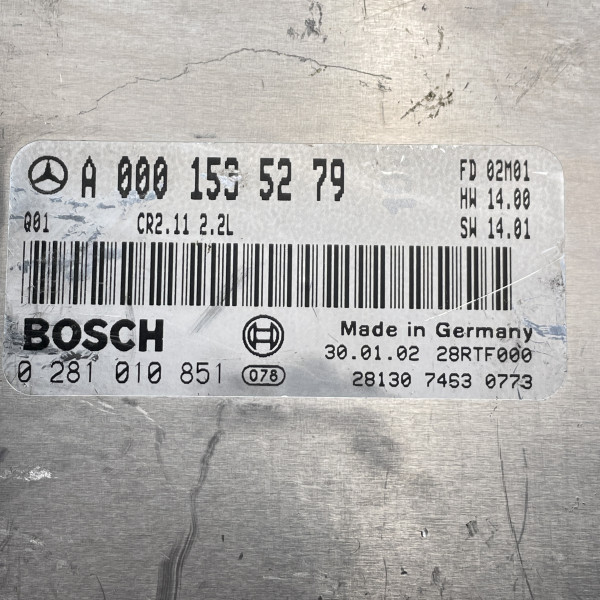 A 000 153 52 79
FD 02M01
HW 14.00
Q01 CR2.11 2.2L SW 14.01
BOSCH
Made in Germany
30.01.02 28RTF000
0 281 010 851 078
28130 7463 0773